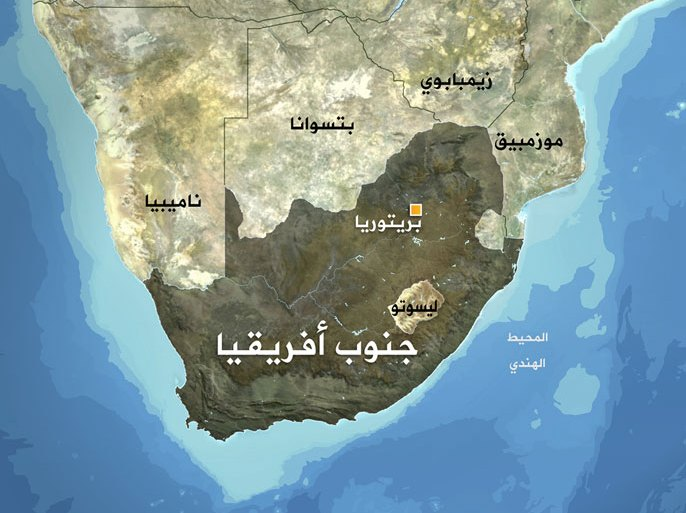 زيمبابوي
بتسوانا
موزمبيق
ناميبيا
بريتوريا
ليسوتو
جنوب أفريقيا
المحيط
الهندي